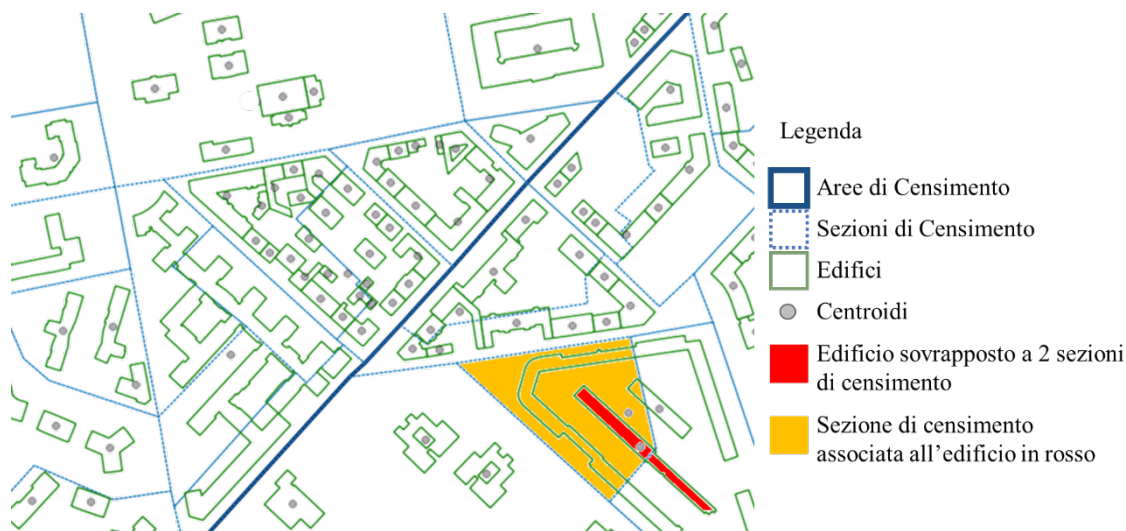 Legenda
Aree di Censimento
Sezioni di Censimento
Edifici
Centroidi
Edificio sovrapposto a 2 sezioni
di censimento
Sezione di censimento
associata all’edificio in rosso